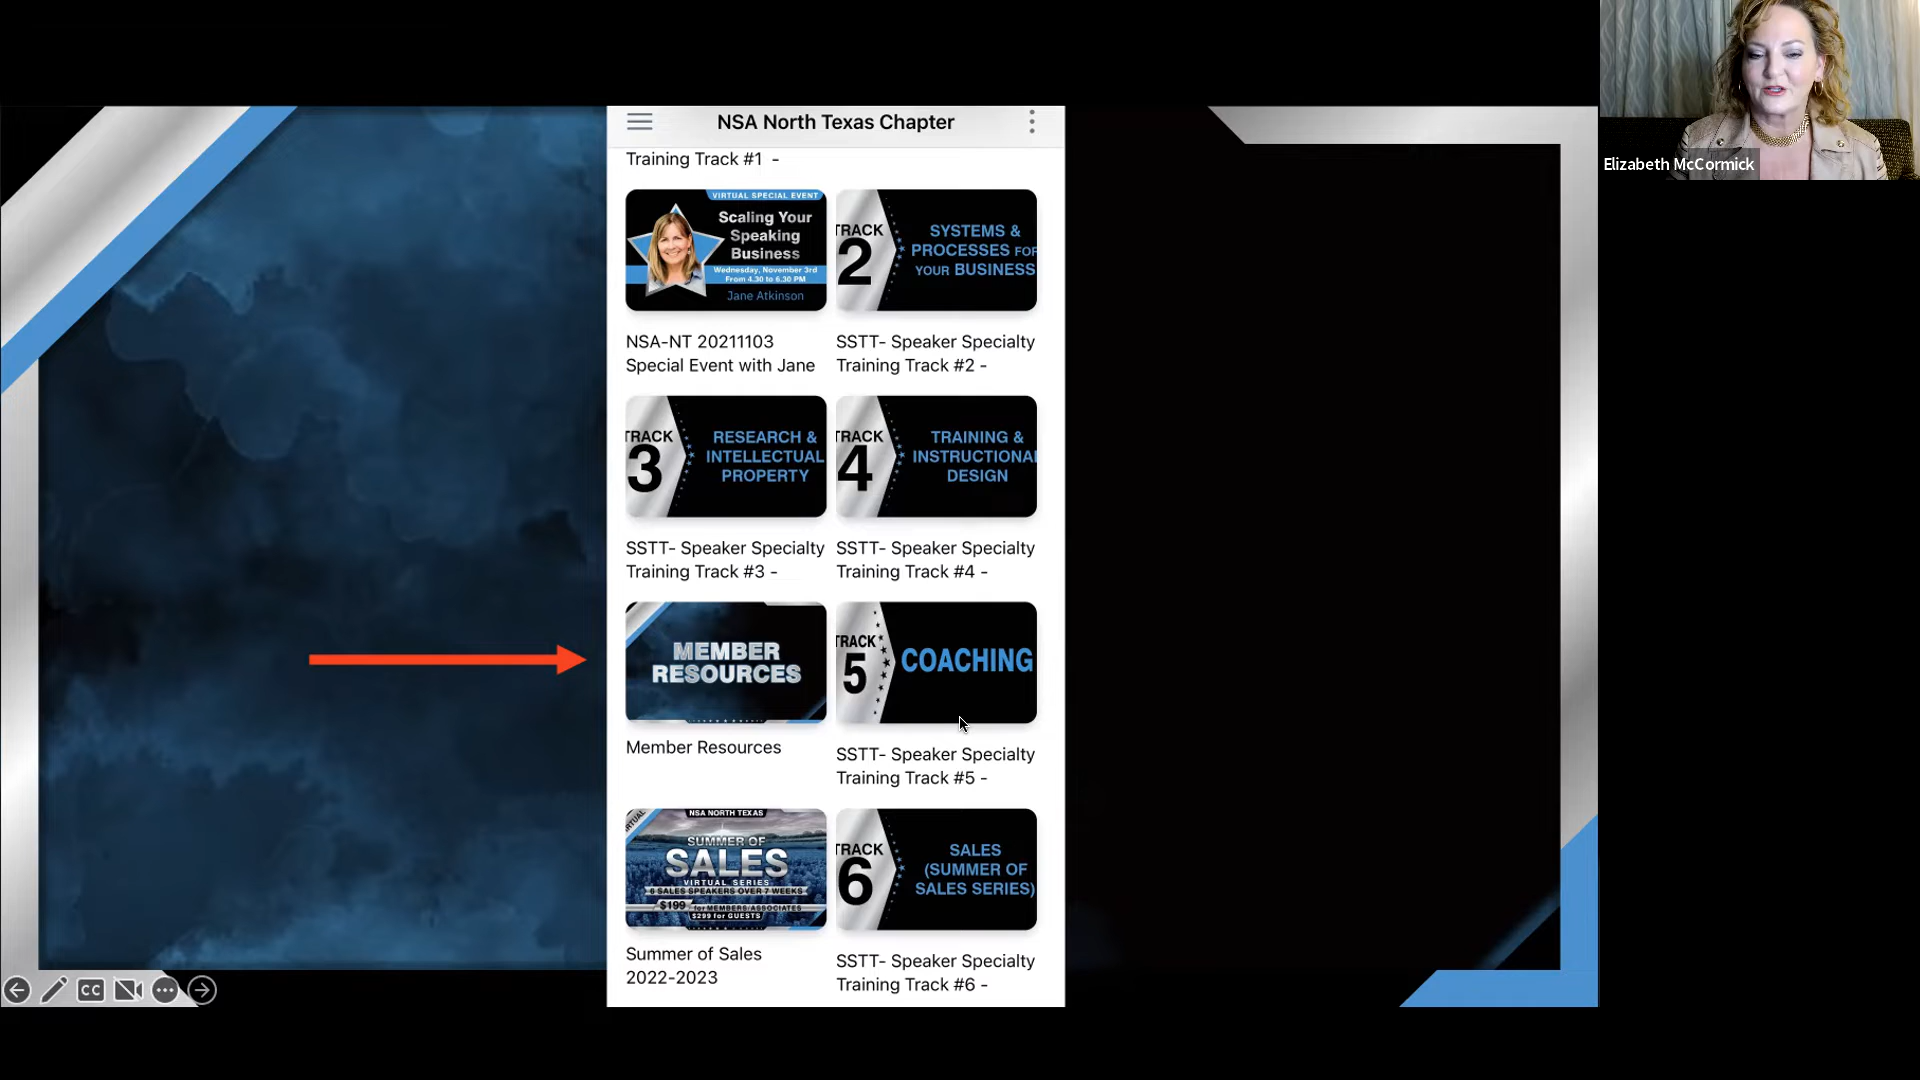 NSA North Texas Chapter
Training Track #1 -
VIRTUAL SPECIAL EVENT
Scaling Your
Speaking
Business
Wednesday, November 3rd
From 4.30 to 6.30 PM
Jane Atkinson
TRACK
2
SYSTEMS &
PROCESSES FOR
YOUR BUSINESS
NSA-NT 20211103
Special Event with Jane
SSTT- Speaker Specialty
Training Track #2 -
TRACK
3
RESEARCH &
INTELLECTUAL
PROPERTY
TRACK
4
TRAINING &
INSTRUCTIONAL
DESIGN
SSTT- Speaker Specialty
Training Track #3 -
SSTT- Speaker Specialty
Training Track #4 -
MEMBER
RESOURCES
TRACK
5
COACHING
Member Resources
SSTT- Speaker Specialty
Training Track #5 -
NSA NORTH TEXAS
SUMMER OF
SALES
VIRTUAL SERIES
6 SALES SPEAKERS OVER 7 WEEKS
$199 for MEMBERS/ASSOCIATES
$299 for GUESTS
TRACK
6
SALES
(SUMMER OF
SALES SERIES)
Summer of Sales
2022-2023
SSTT- Speaker Specialty
Training Track #6 -
CC
Elizabeth McCormick